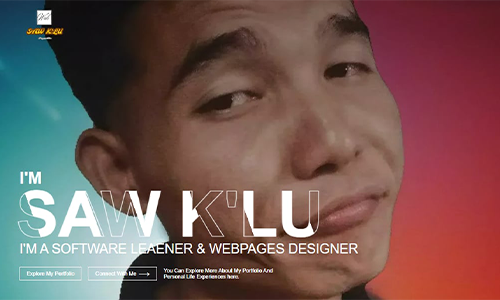 SAW K'LU
I'M
SAW K'LU
I'M A SOFTWARE LEAENER & WEBPAGES DESIGNER
Explore My Portfolio
Connect With Me
You Can Explore More About My Portfolio And
Personal Life Experiences here.